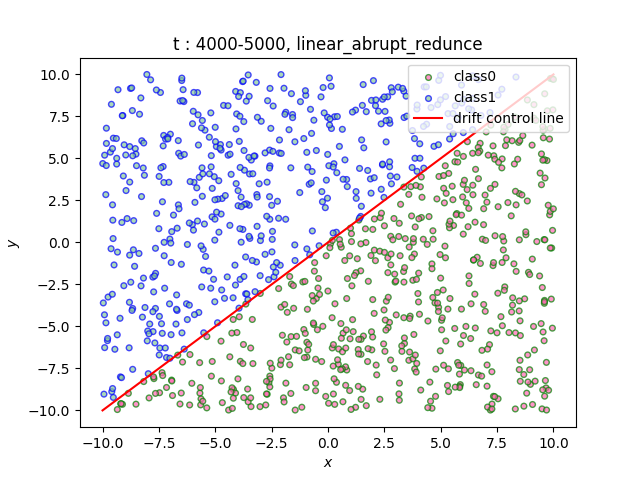 t : 4000-5000, linear_abrupt_redunce
class0
class1
drift control line
10.0
7.5
5.0
2.5
0.0
−2.5
−5.0
−7.5
−10.0
y
−10.0 −7.5 −5.0 −2.5 0.0 2.5 5.0 7.5 10.0
x